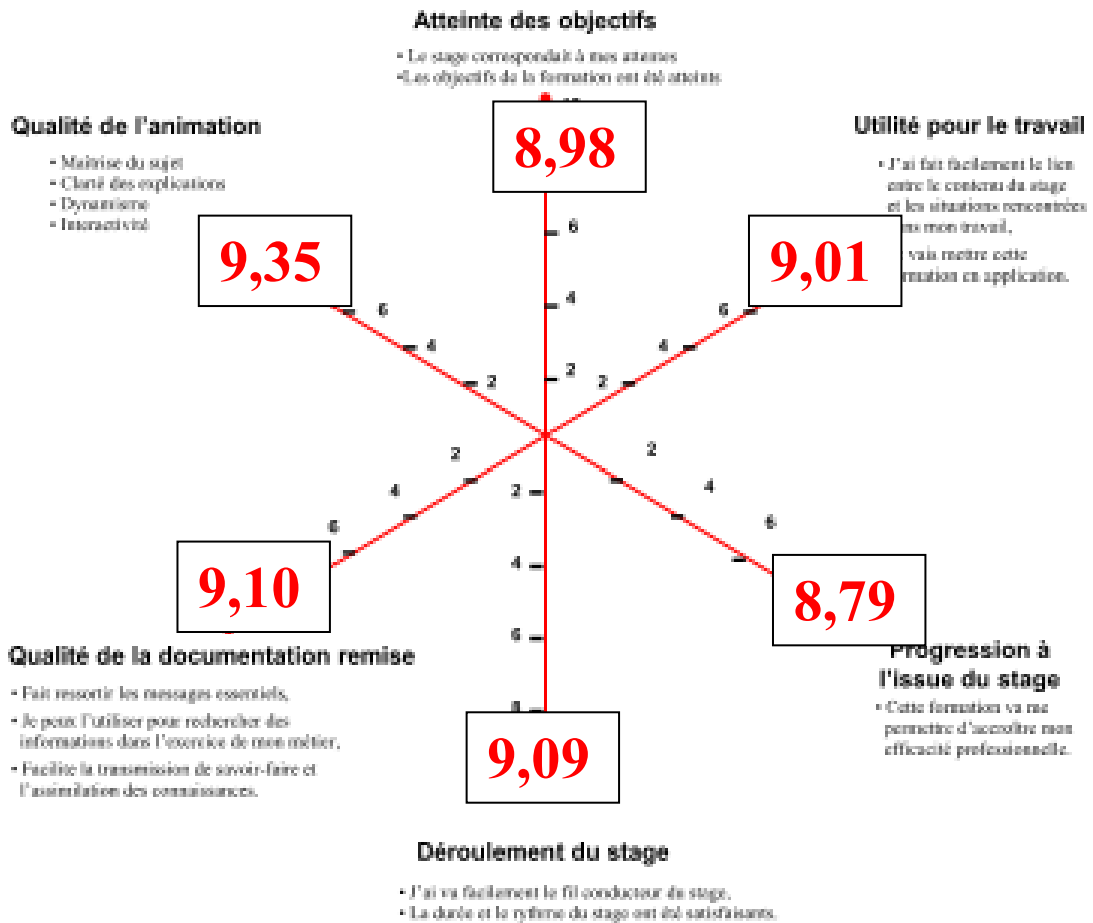 Atteinte des objectifs
• Le stage correspondait à mes attentes
•Les objectifs de la formation ont été atteints
8,98
Qualité de l'animation
• Maîtrise du sujet
• Clarté des explications
• Dynamisme
• Interactivité
9,35
Utilité pour le travail
• J'ai fait facilement le lien
entre le contenu du stage
et les situations rencontrées
mon travail.
vais mettre cette
en application.
9,01
6
4
2
6
4
2
6
4
2
2
4
6
2
4
6
2
4
6
9,10
8,79
Qualité de la documentation remise
• Fait ressortir les messages essentiels.
• Je peux l'utiliser pour rechercher des
informations dans l'exercice de mon métier.
• Facilite la transmission de savoir-faire et
l'assimilation des connaissances.
Progression à
l'issue du stage
• Cette formation va me
permettre d'accroître mon
efficacité professionnelle.
9,09
Déroulement du stage
• J'ai vu facilement le fil conducteur du stage.
• La durée et le rythme du stage ont été satisfaisants.